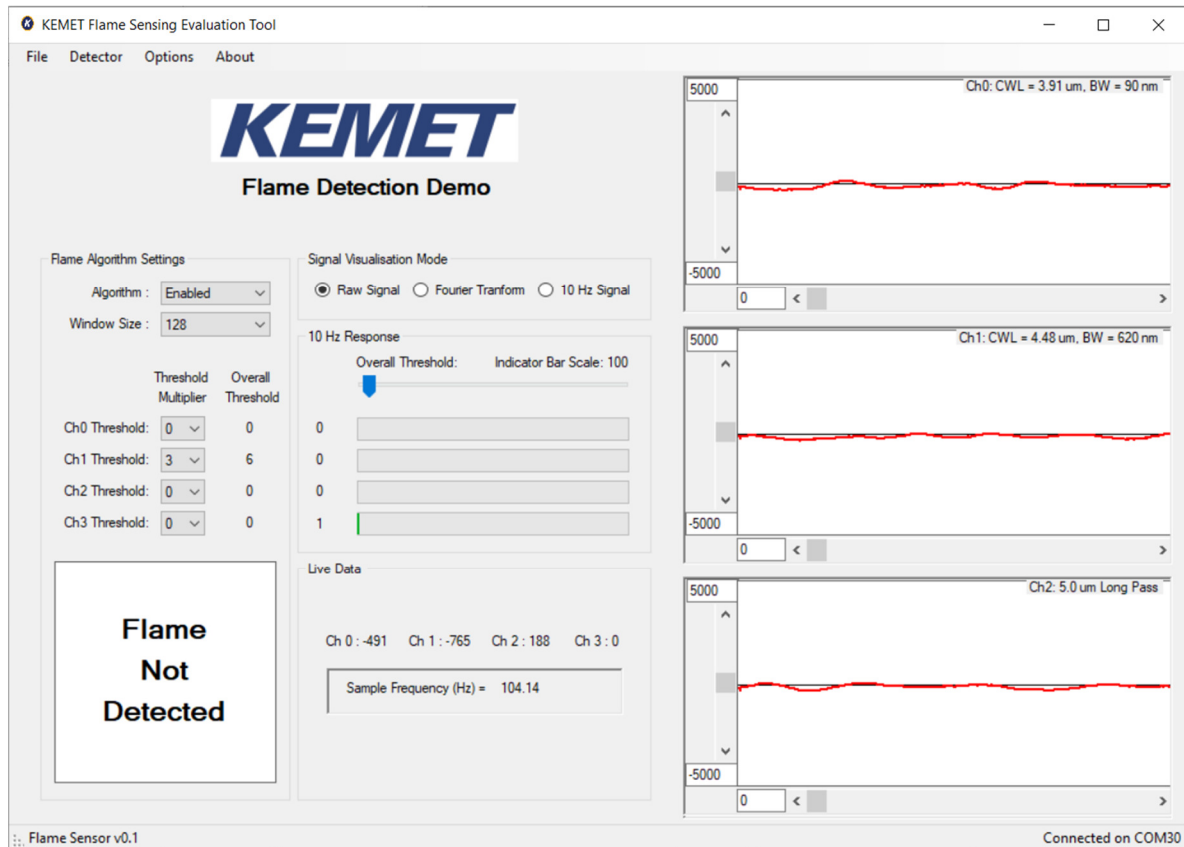 KEMET Flame Sensing Evaluation Tool
File Detector Options About
KEMET
Flame Detection Demo
Flame Algorithm Settings
Algorithm : Enabled
Window Size : 128
Threshold Multiplier Overall Threshold
Ch0 Threshold: 0 0
Ch1 Threshold: 3 6
Ch2 Threshold: 0 0
Ch3 Threshold: 0 0
Flame
Not
Detected
Signal Visualisation Mode
Raw Signal Fourier Tranform 10 Hz Signal
10 Hz Response
Overall Threshold: Indicator Bar Scale: 100
0
0
0
1
Live Data
Ch 0 : -491 Ch 1 : -765 Ch 2 : 188 Ch 3 : 0
Sample Frequency (Hz) = 104.14
5000
Ch0: CWL = 3.91 um, BW = 90 nm
-5000
0
5000
Ch1: CWL = 4.48 um, BW = 620 nm
-5000
0
5000
Ch2: 5.0 um Long Pass
-5000
0
Flame Sensor v0.1
Connected on COM30